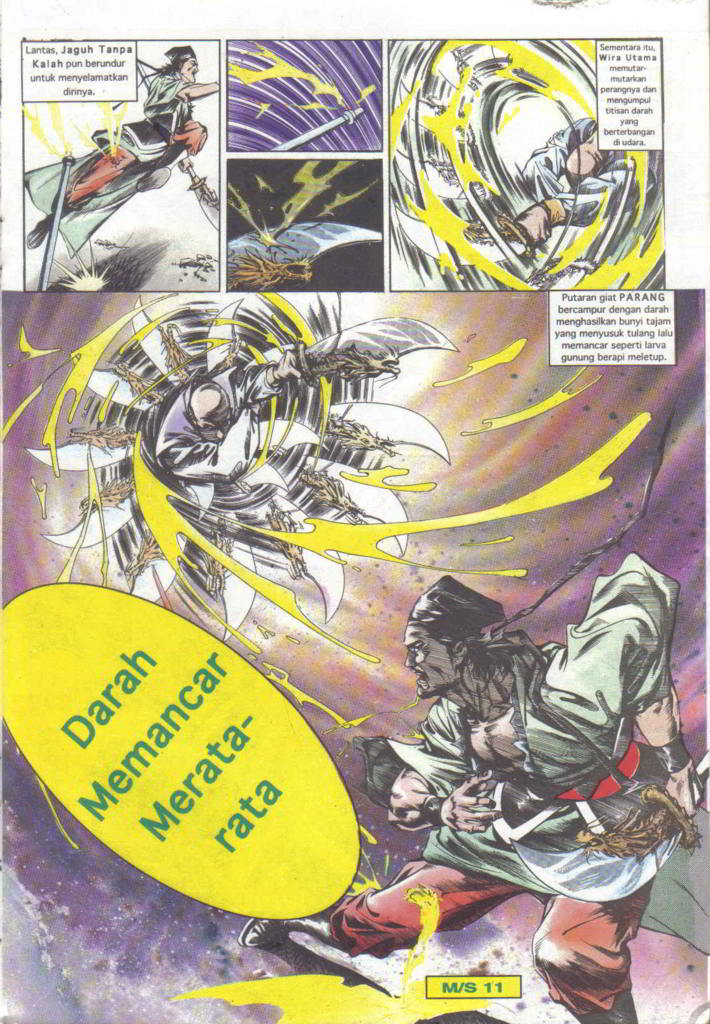 Lantas, Jaguh Tanpa
Kalah pun berundur
untuk menyelamatkan
dirinya.
Sementara itu,
Wira Utama
memutar-
mutarkan
perangnya dan
mengumpul
titisan darah
yang
berterbangan
di udara.
Putaran giat PARANG
bercampur dengan darah
menghasilkan bunyi tajam
yang menyusuk tulang lalu
memancar seperti larva
gunung berapi meletup.
Darah
Memancar
Merata-
rata
M/S 11